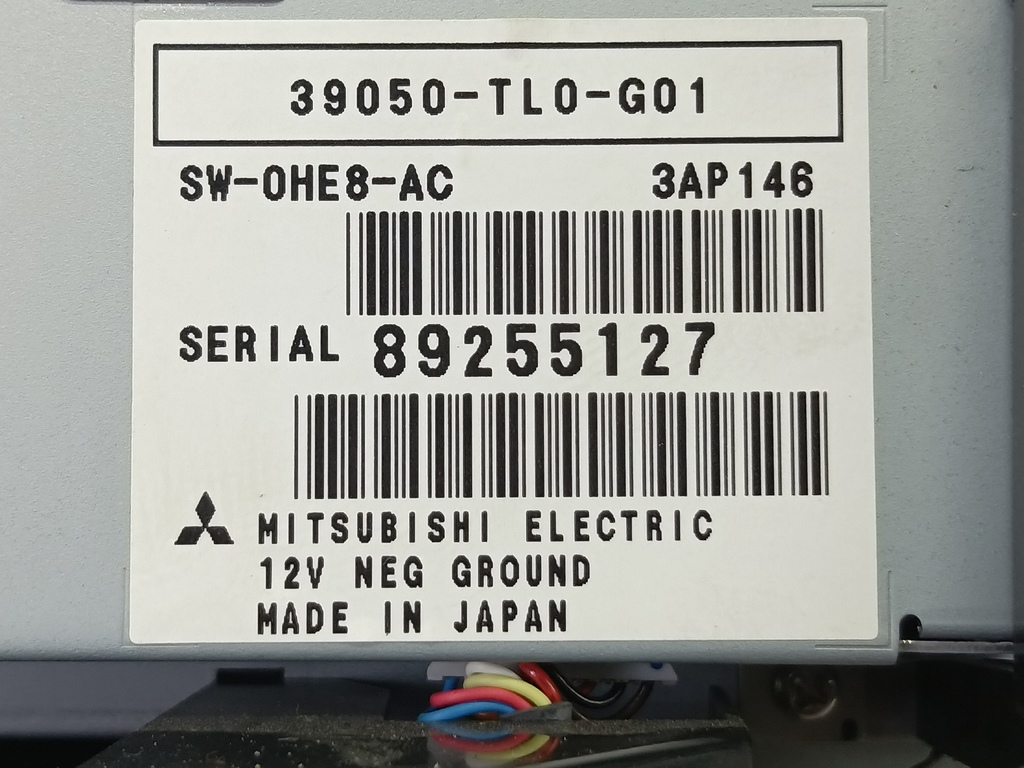 39050-TL0-G01
SW-0HE8-AC 3AP146
SERIAL 89255127
MITSUBISHI ELECTRIC
12V NEG GROUND
MADE IN JAPAN